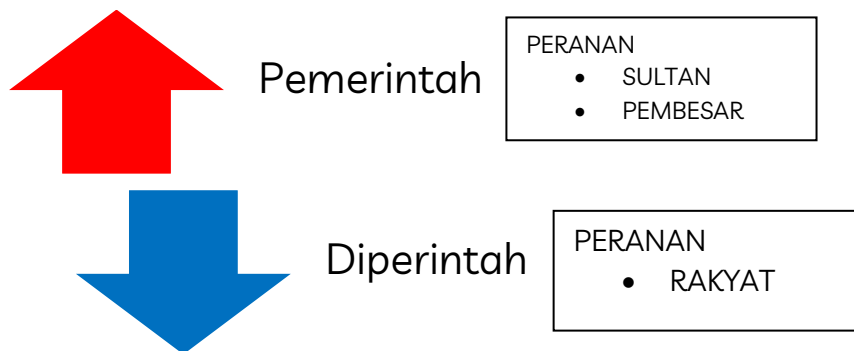 Pemerintah
PERANAN
• SULTAN
• PEMBESAR
Diperintah
PERANAN
• RAKYAT